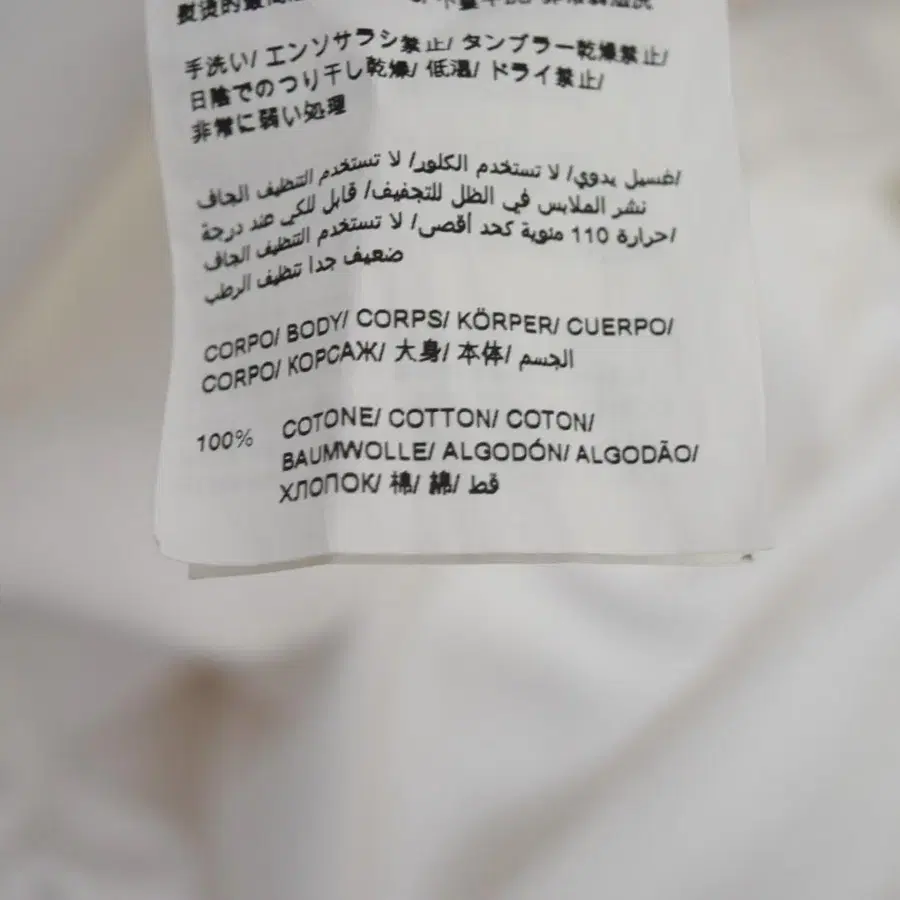 手洗い/ エンソサラシ禁止/ タンブラー乾燥禁止/
日陰でのつり干し乾燥/ 低温/ ドライ禁止/
非常に弱い処理
غسيل يدوي/ لا تستخدم الكلور/ لا تستخدم التنظيف الجاف/
نشر الملابس في الظل للتجفيف/ قابل للكي عند درجة
حرارة 110 مئوية كحد أقصى/ لا تستخدم التنظيف الجاف/
ضعيف جدا تنظيف الرطب
CORPO/ BODY/ CORPS/ KÖRPER/ CUERPO/
CORPO/ КОРСАЖ/ 大身/ 本体/ الجسم
100% COTONE/ COTTON/ COTON/
BAUMWOLLE/ ALGODÓN/ ALGODÃO/
ХЛОПОК/ 棉/ 綿/ قط